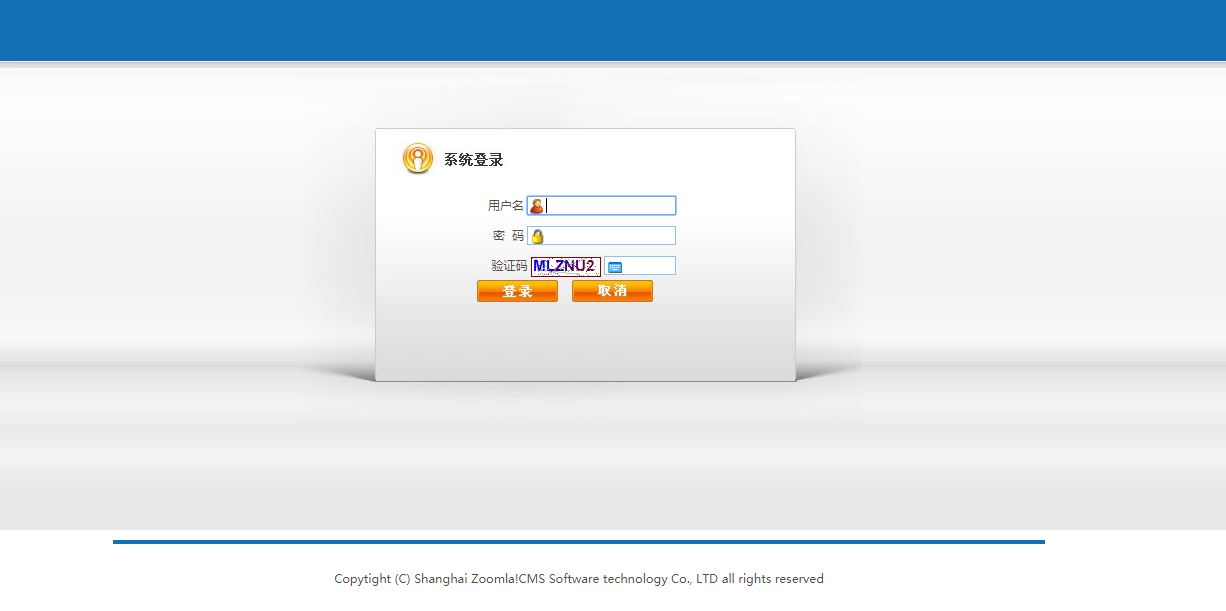 系统登录
用户名
密 码
验证码 MLZNU2
登录 取消
Copytight (C) Shanghai Zoomla!CMS Software technology Co., LTD all rights reserved